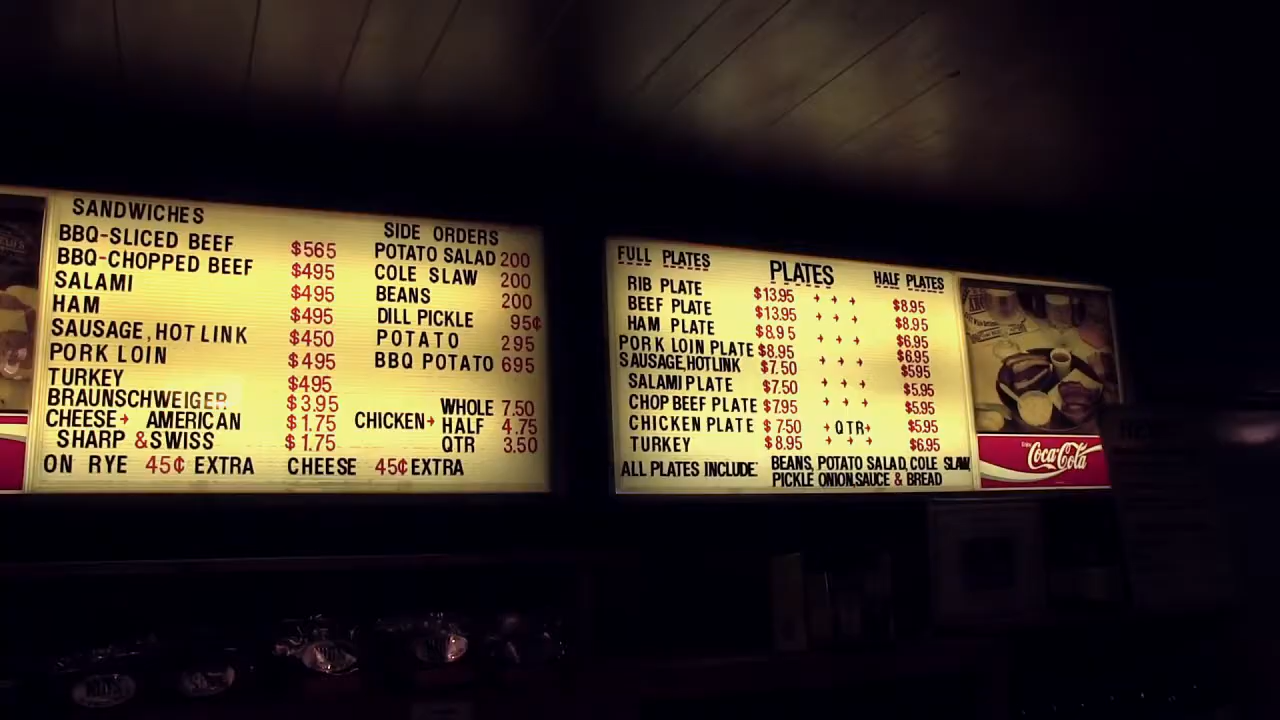 SANDWICHES
BBQ-SLICED BEEF $565
BBQ-CHOPPED BEEF $495
SALAMI $495
HAM $495
SAUSAGE,HOT LINK $450
PORK LOIN $495
TURKEY $495
BRAUNSCHWEIGER $3.95
CHEESE→ AMERICAN $1.75
SHARP &SWISS $1.75
ON RYE 45¢ EXTRA CHEESE 45¢ EXTRA
SIDE ORDERS
POTATO SALAD 200
COLE SLAW 200
BEANS 200
DILL PICKLE 95¢
POTATO 295
BBQ POTATO 695
CHICKEN→ WHOLE 7.50
HALF 4.75
QTR 3.50
FULL PLATES PLATES HALF PLATES
RIB PLATE $13.95 → → → $8.95
BEEF PLATE $13.95 → → → $8.95
HAM PLATE $8.95 $6.95
PORK LOIN PLATE $8.95 → → → $6.95
SAUSAGE,HOTLINK $7.50 $595
SALAMI PLATE $7.50 → → → $5.95
CHOP BEEF PLATE $7.95 → → → $5.95
CHICKEN PLATE $7.50 →QTR→ $5.95
TURKEY $8.95 → → → $6.95
ALL PLATES INCLUDE: BEANS, POTATO SALAD, COLE SLAW,
PICKLE ONION,SAUCE & BREAD
Enjoy
Coca-Cola